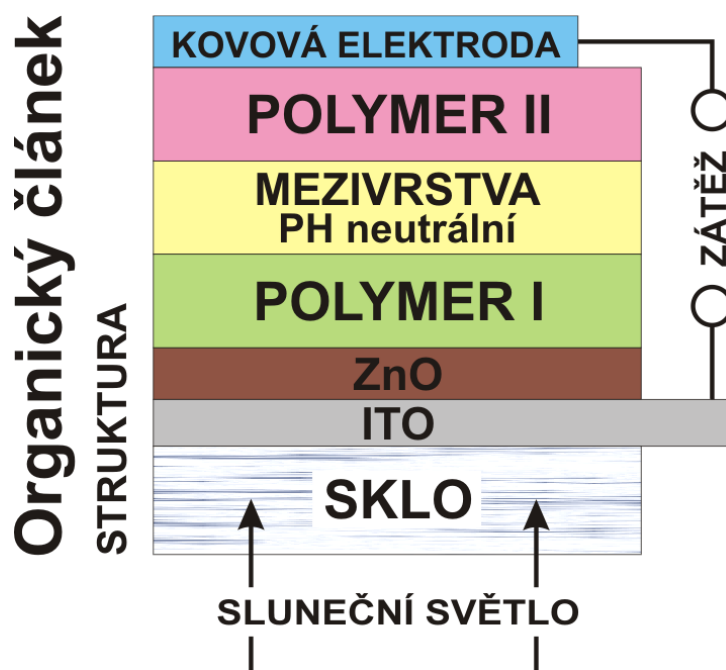 Organický článek
STRUKTURA
KOVOVÁ ELEKTRODA
POLYMER II
MEZIVRSTVA
PH neutrální
POLYMER I
ZnO
ITO
SKLO
ZÁTĚŽ
SLUNEČNÍ SVĚTLO